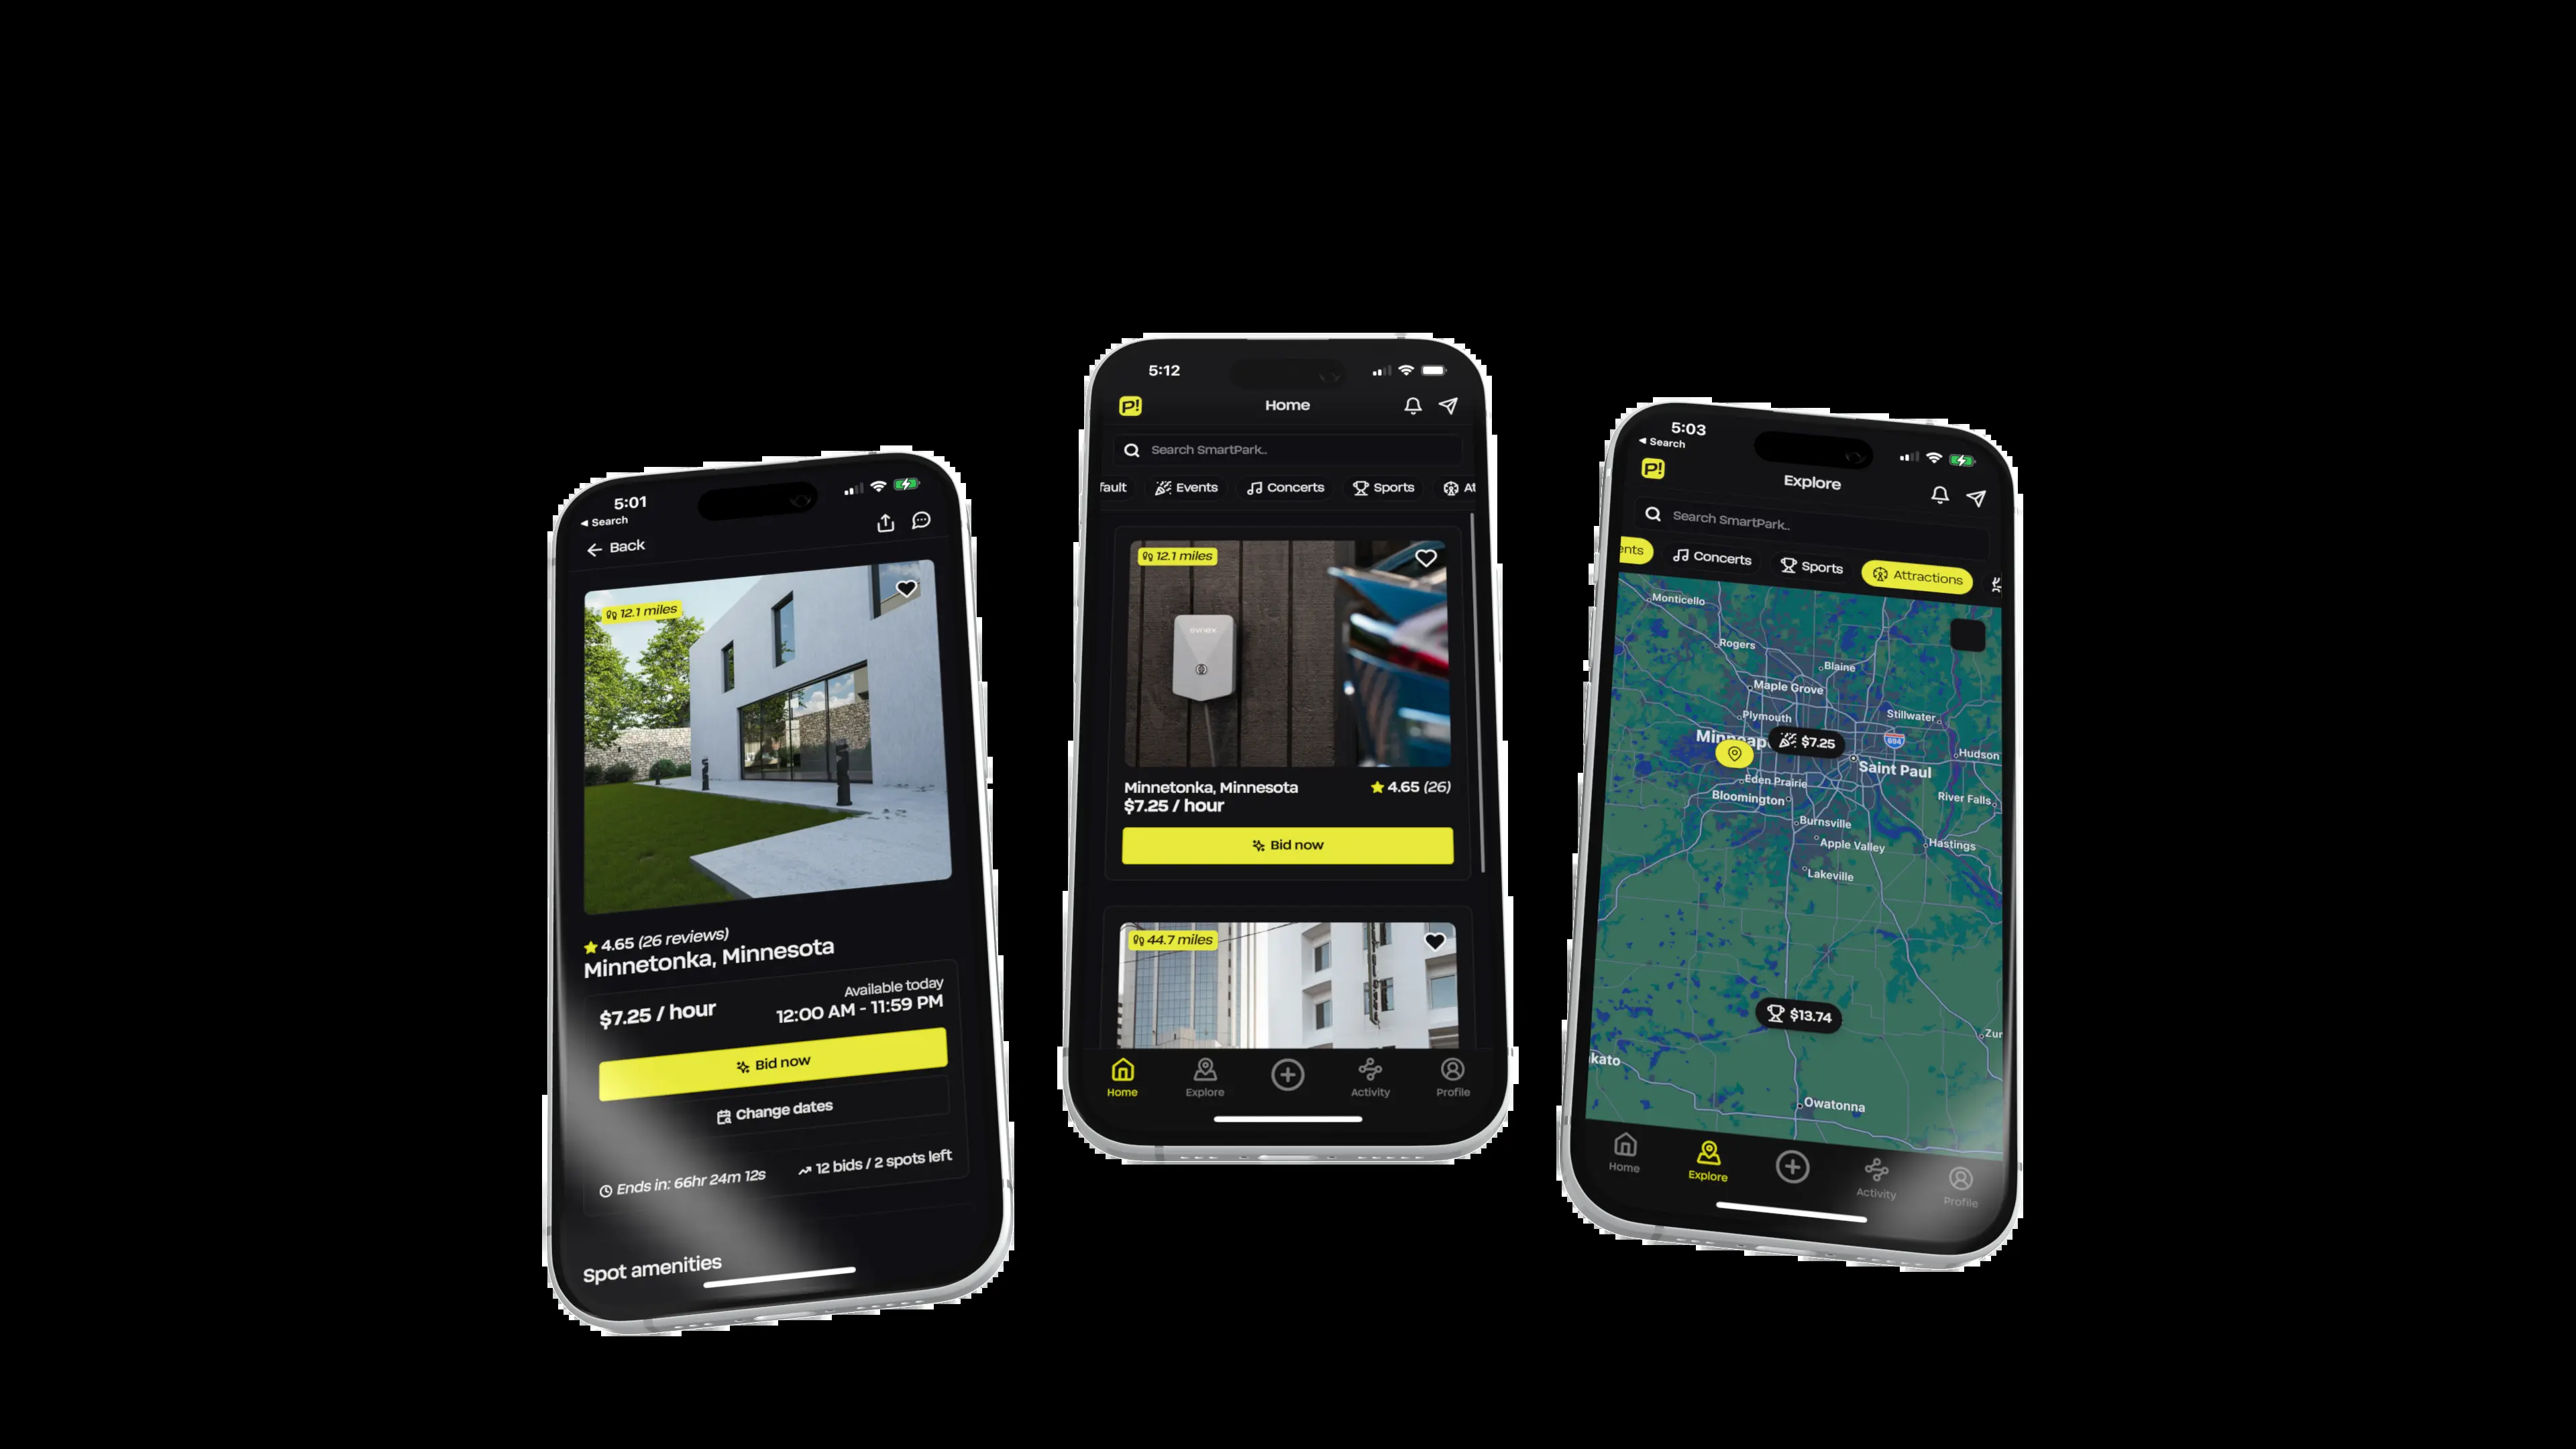 5:01
Search
Back
12.1 miles
4.65 (26 reviews)
Minnetonka, Minnesota
$7.25 / hour
Available today
12:00 AM - 11:59 PM
Bid now
Change dates
Ends in: 66hr 24m 12s
12 bids / 2 spots left
Spot amenities
5:12
P!
Home
Search SmartPark..
fault
Events
Concerts
Sports
At
12.1 miles
Minnetonka, Minnesota
4.65 (26)
$7.25 / hour
Bid now
44.7 miles
Home
Explore
Activity
Profile
5:03
Search
P!
Explore
Search SmartPark..
ents
Concerts
Sports
Attractions
Monticello
Rogers
Blaine
Maple Grove
Plymouth
Stillwater
Minneap
$7.25
694
Hudson
Saint Paul
Eden Prairie
Bloomington
River Falls
Burnsville
Apple Valley
Hastings
Lakeville
$13.74
Zur
kato
Owatonna
Home
Explore
Activity
Profile